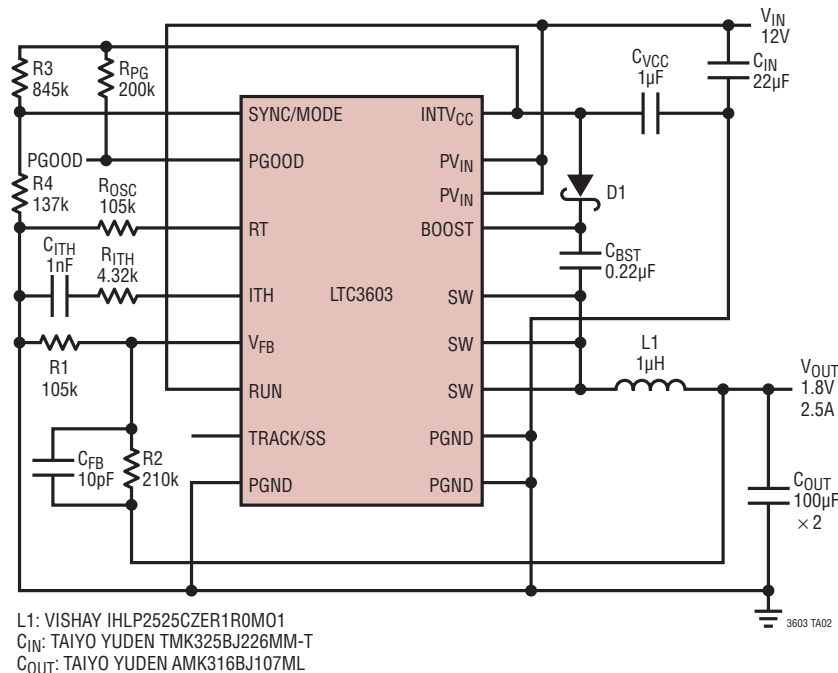 VIN
12V
R3
845k
RPG
200k
CVCC
1µF
CIN
22µF
SYNC/MODE
INTVCC
PGOOD
PGOOD
PVIN
PVIN
R4
137k
ROSC
105k
D1
RT
BOOST
CITH
1nF
RITH
4.32k
CBST
0.22µF
ITH
LTC3603
SW
VFB
SW
L1
1µH
R1
105k
VOUT
1.8V
2.5A
RUN
SW
TRACK/SS
PGND
CFB
10pF
R2
210k
PGND
PGND
COUT
100µF
× 2
3603 TA02
L1: VISHAY IHLP2525CZER1R0MO1
CIN: TAIYO YUDEN TMK325BJ226MM-T
COUT: TAIYO YUDEN AMK316BJ107ML